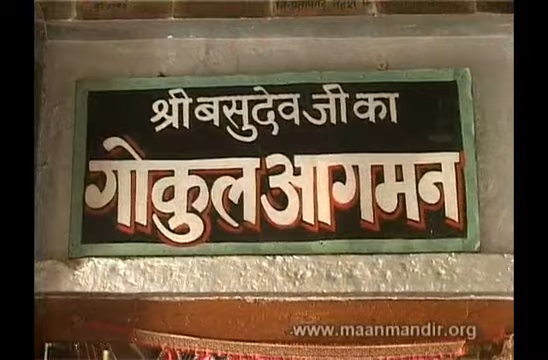 श्री बसुदेव जी का
गोकुल आगमन
www.maanmandir.org